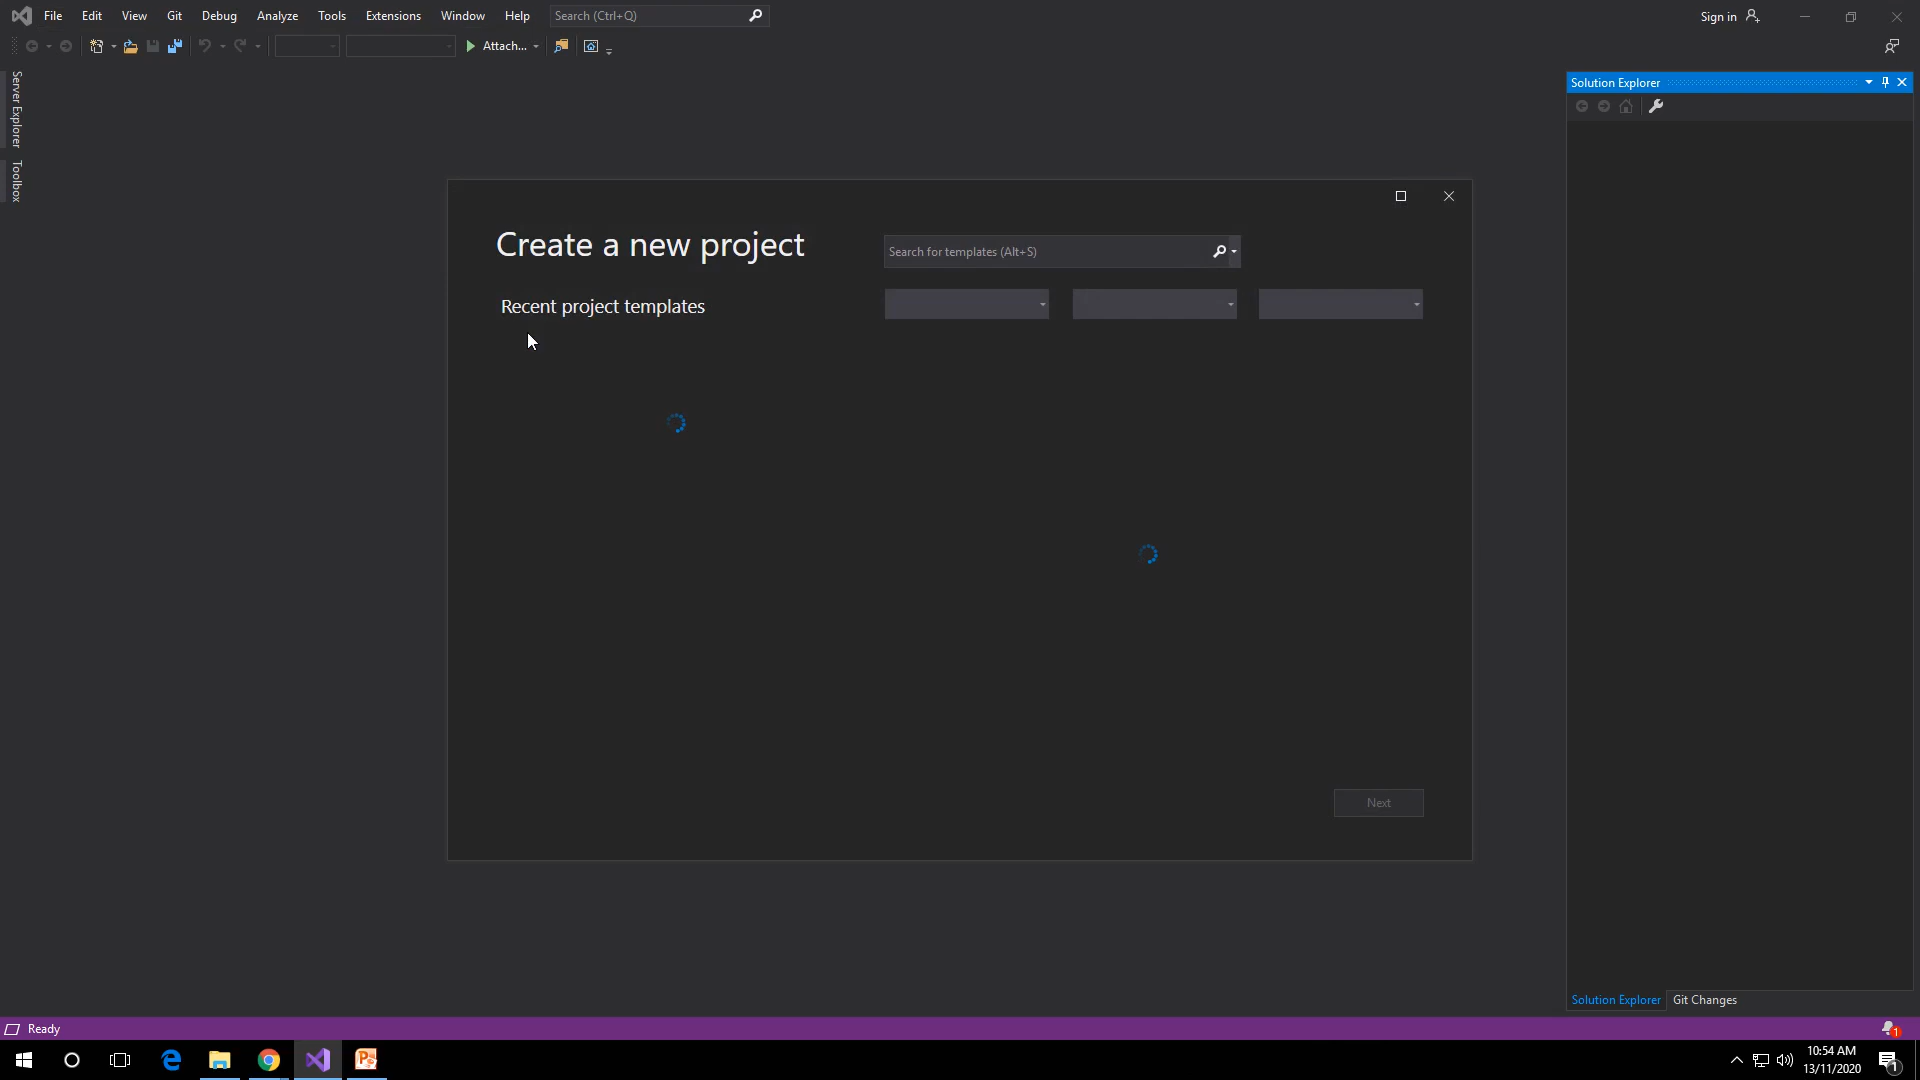 File Edit View Git Debug Analyze Tools Extensions Window Help Search (Ctrl+Q) Sign in
Attach...
Server Explorer
Toolbox
Solution Explorer
Create a new project
Search for templates (Alt+S)
Recent project templates
Next
Solution Explorer Git Changes
Ready 1
10:54 AM
13/11/2020 1